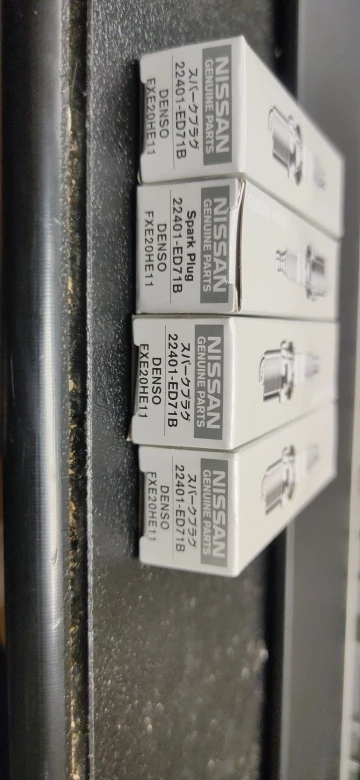 NISSAN
GENUINE PARTS
スパークプラグ
22401-ED71B
DENSO
FXE20HE11
NISSAN
GENUINE PARTS
Spark Plug
22401-ED71B
DENSO
FXE20HE11
NISSAN
GENUINE PARTS
スパークプラグ
22401-ED71B
DENSO
FXE20HE11
NISSAN
GENUINE PARTS
スパークプラグ
22401-ED71B
DENSO
FXE20HE11